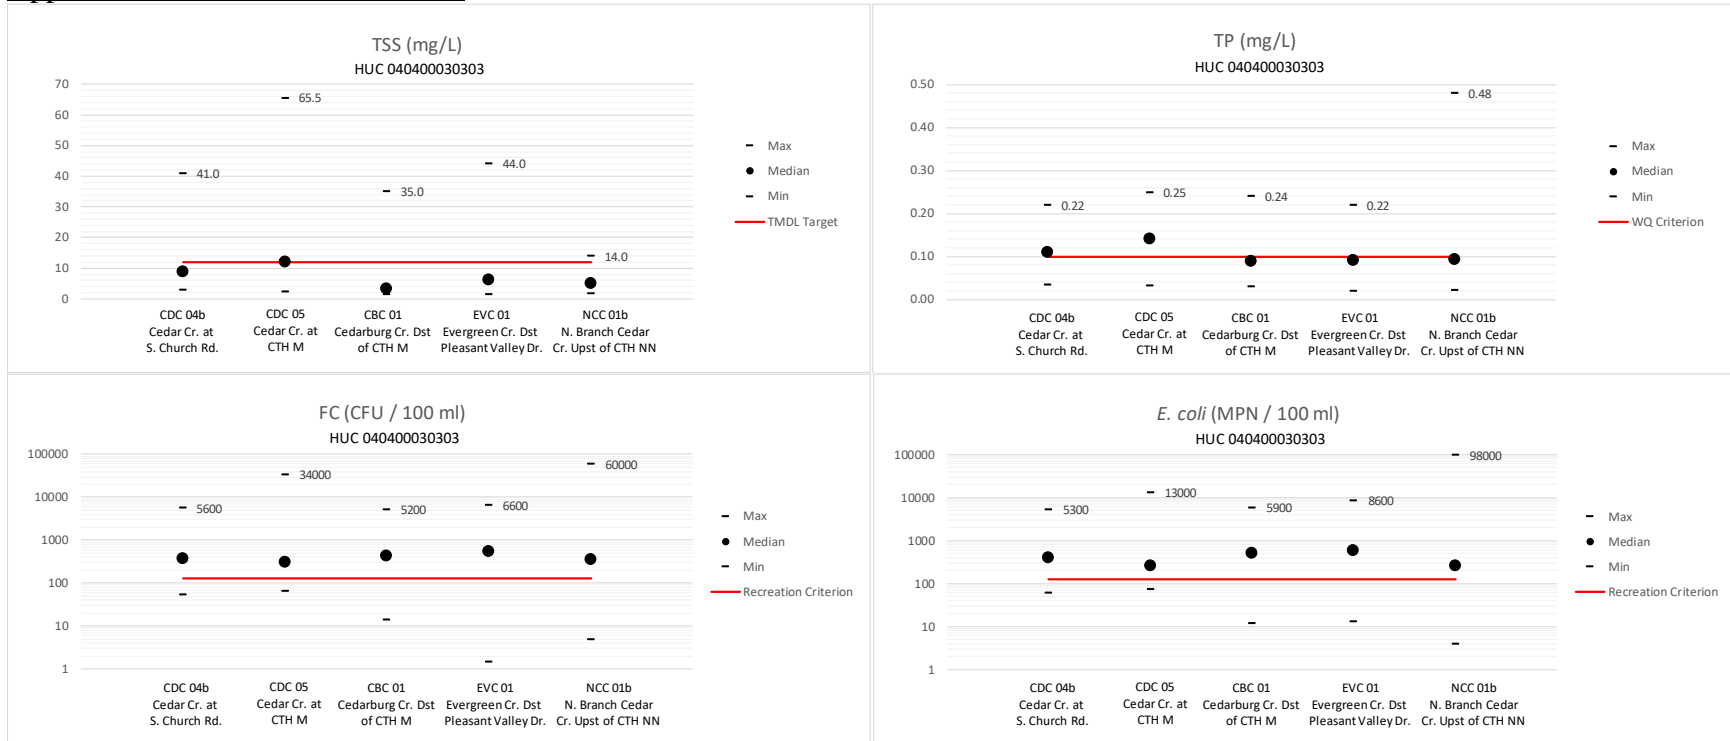 TSS (mg/L)
HUC 040400030303
70
60
50
40
30
20
10
0
65.5
41.0
44.0
35.0
14.0
Max
Median
Min
TMDL Target
CDC 04b
Cedar Cr. at
S. Church Rd.
CDC 05
Cedar Cr. at
CTH M
CBC 01
Cedarburg Cr. Dst
of CTH M
EVC 01
Evergreen Cr. Dst
Pleasant Valley Dr.
NCC 01b
N. Branch Cedar
Cr. Upst of CTH NN
TP (mg/L)
HUC 040400030303
0.50
0.40
0.30
0.20
0.10
0.00
0.22
0.25
0.24
0.22
0.48
Max
Median
Min
WQ Criterion
CDC 04b
Cedar Cr. at
S. Church Rd.
CDC 05
Cedar Cr. at
CTH M
CBC 01
Cedarburg Cr. Dst
of CTH M
EVC 01
Evergreen Cr. Dst
Pleasant Valley Dr.
NCC 01b
N. Branch Cedar
Cr. Upst of CTH NN
FC (CFU / 100 ml)
HUC 040400030303
100000
10000
1000
100
10
1
5600
34000
5200
6600
60000
Max
Median
Min
Recreation Criterion
CDC 04b
Cedar Cr. at
S. Church Rd.
CDC 05
Cedar Cr. at
CTH M
CBC 01
Cedarburg Cr. Dst
of CTH M
EVC 01
Evergreen Cr. Dst
Pleasant Valley Dr.
NCC 01b
N. Branch Cedar
Cr. Upst of CTH NN
E. coli (MPN / 100 ml)
HUC 040400030303
100000
10000
1000
100
10
1
5300
13000
5900
8600
98000
Max
Median
Min
Recreation Criterion
CDC 04b
Cedar Cr. at
S. Church Rd.
CDC 05
Cedar Cr. at
CTH M
CBC 01
Cedarburg Cr. Dst
of CTH M
EVC 01
Evergreen Cr. Dst
Pleasant Valley Dr.
NCC 01b
N. Branch Cedar
Cr. Upst of CTH NN